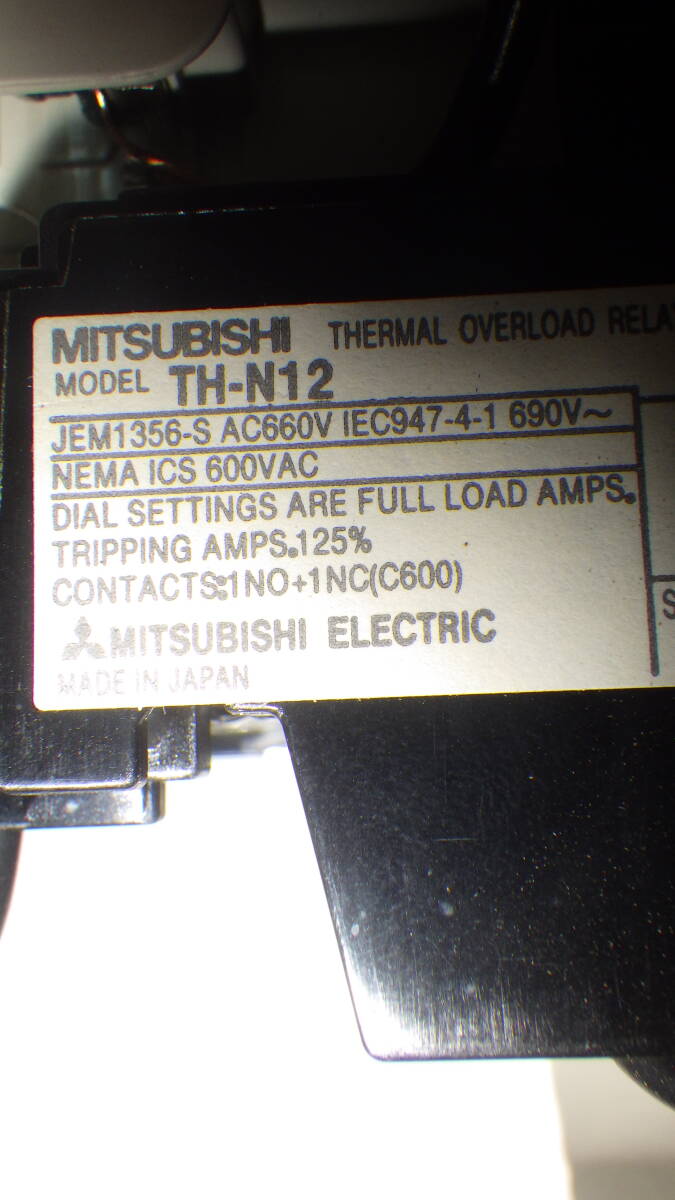 MITSUBISHI THERMAL OVERLOAD RELA
MODEL TH-N12
JEM1356-S AC660V IEC947-4-1 690V~
NEMA ICS 600VAC
DIAL SETTINGS ARE FULL LOAD AMPS.
TRIPPING AMPS.125%
CONTACTS:1NO+1NC(C600)
S
MITSUBISHI ELECTRIC
MADE IN JAPAN